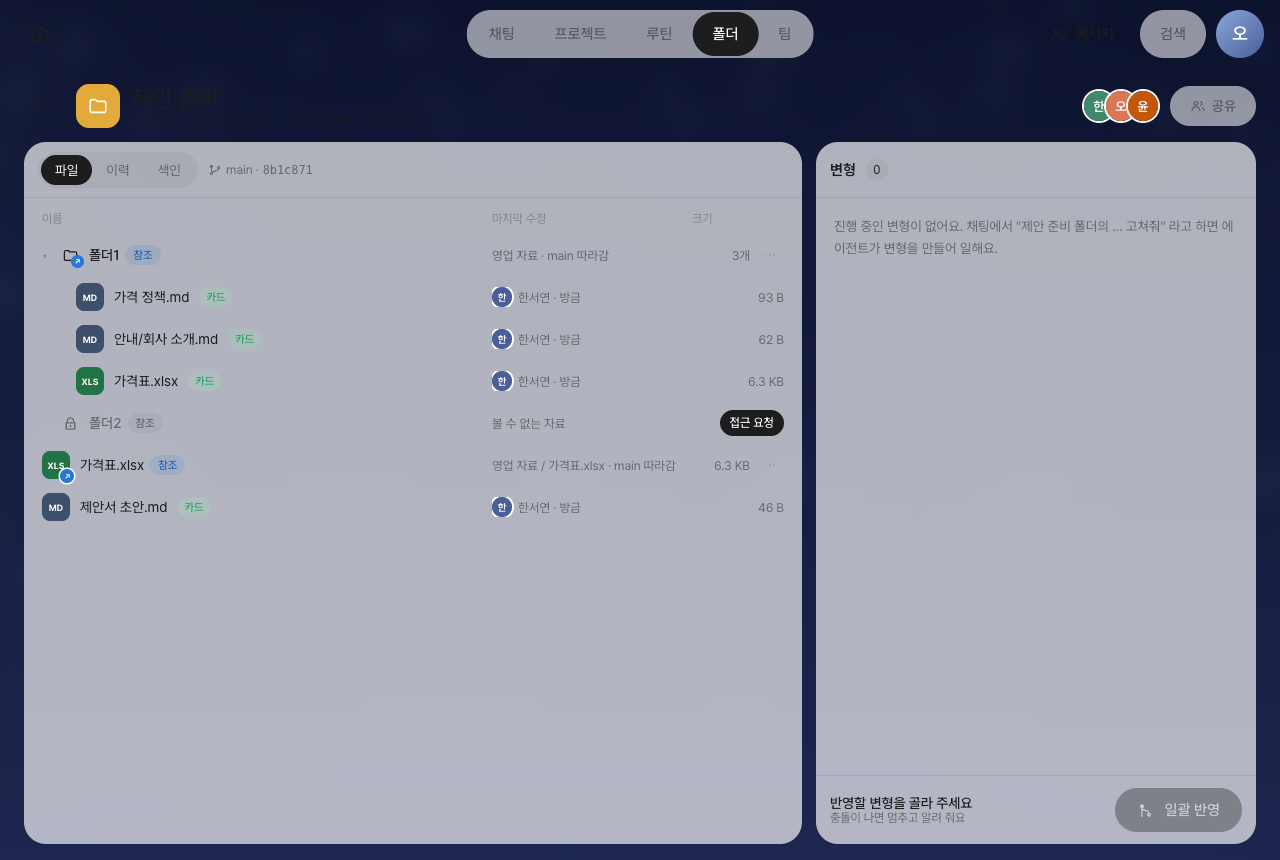 채팅 프로젝트 루틴 폴더 팀 메시지 검색 오
제안 준비
한 오 윤 공유
파일 이력 색인 main · 8b1c871
변형 0
이름 마지막 수정 크기
진행 중인 변형이 없어요. 채팅에서 "제안 준비 폴더의 ... 고쳐줘" 라고 하면 에
이전트가 변형을 만들어 일해요.
폴더1 참조 영업 자료 · main 따라감 3개 ···
MD 가격 정책.md 카드 한 한서연 · 방금 93 B
MD 안내/회사 소개.md 카드 한 한서연 · 방금 62 B
XLS 가격표.xlsx 카드 한 한서연 · 방금 6.3 KB
폴더2 참조 볼 수 없는 자료 접근 요청
XLS 가격표.xlsx 참조 영업 자료 / 가격표.xlsx · main 따라감 6.3 KB ···
MD 제안서 초안.md 카드 한 한서연 · 방금 46 B
반영할 변형을 골라 주세요
충돌이 나면 멈추고 알려 줘요
일괄 반영